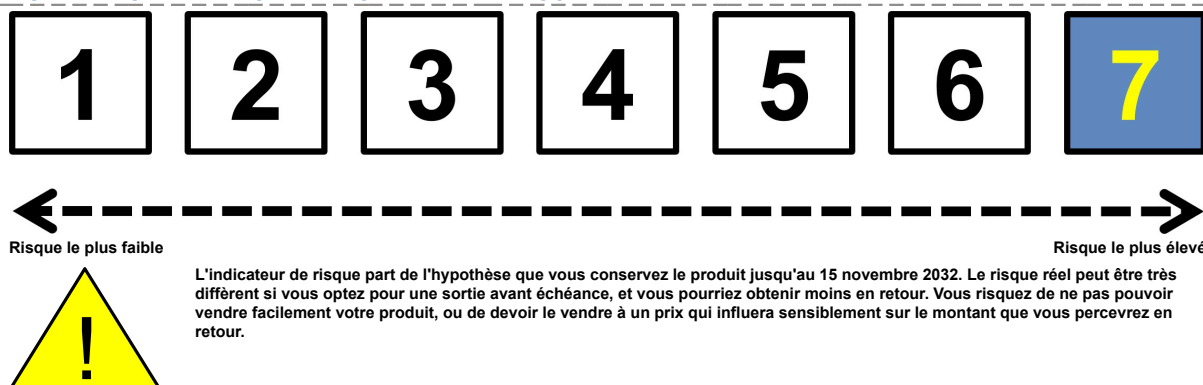 1 2 3 4 5 6 7
Risque le plus faible Risque le plus élevé
L'indicateur de risque part de l'hypothèse que vous conservez le produit jusqu'au 15 novembre 2032. Le risque réel peut être très
diffèrent si vous optez pour une sortie avant échéance, et vous pourriez obtenir moins en retour. Vous risquez de ne pas pouvoir
vendre facilement votre produit, ou de devoir le vendre à un prix qui influera sensiblement sur le montant que vous percevrez en
retour.
!